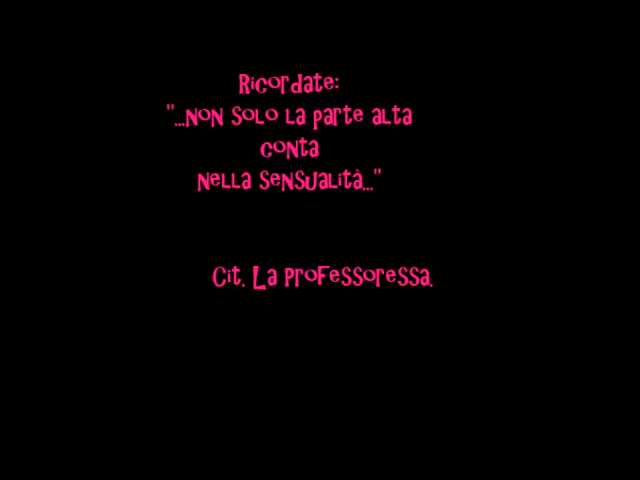 Ricordate:
"...Non solo la parte alta
conta
nella sensualità..."
Cit. La Professoressa.